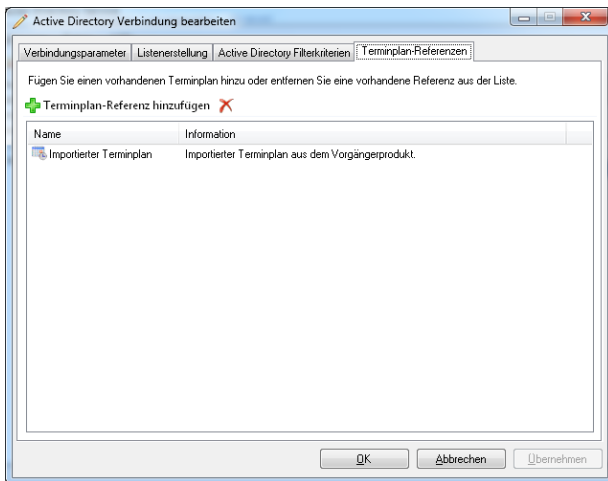 Active Directory Verbindung bearbeiten
Verbindungsparameter Listenerstellung Active Directory Filterkriterien Terminplan-Referenzen
Fügen Sie einen vorhandenen Terminplan hinzu oder entfernen Sie eine vorhandene Referenz aus der Liste.
Terminplan-Referenz hinzufügen
Name Information
Importierter Terminplan Importierter Terminplan aus dem Vorgängerprodukt.
OK Abbrechen Übernehmen